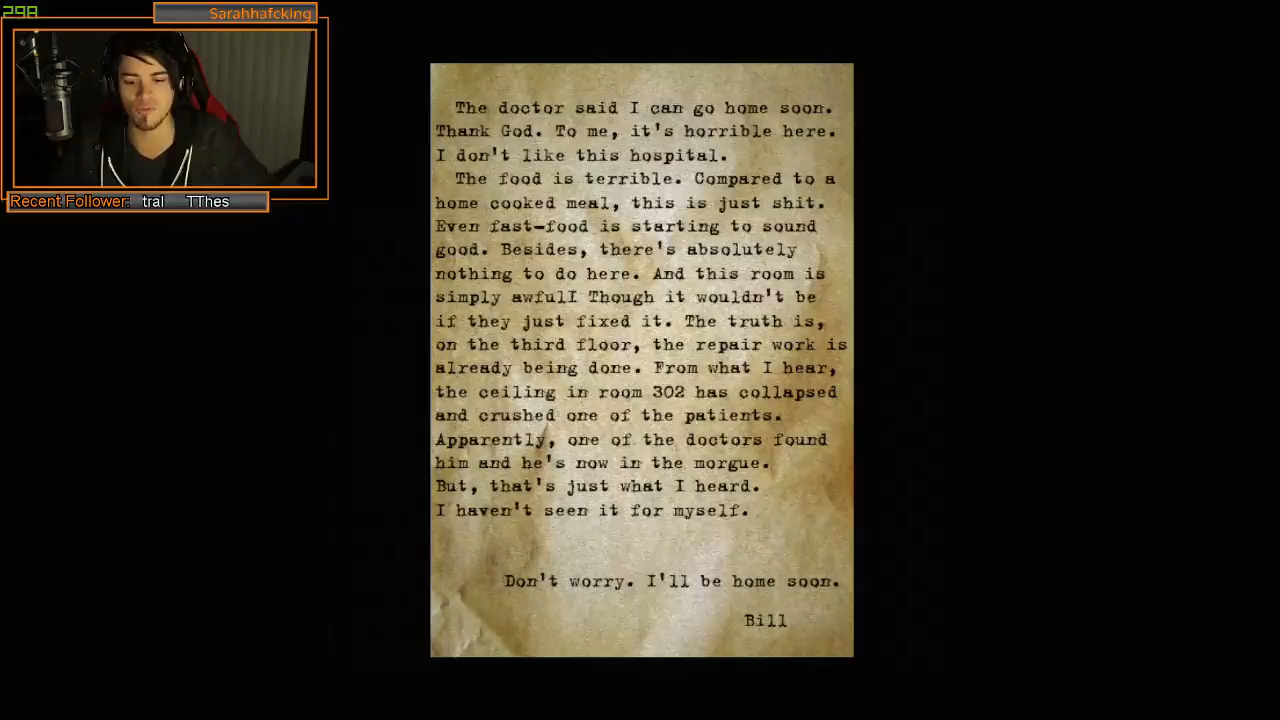 298
Sarahhafcking
Recent Follower: tral TThes
The doctor said I can go home soon.
Thank God. To me, it's horrible here.
I don't like this hospital.
The food is terrible. Compared to a
home cooked meal, this is just shit.
Even fast-food is starting to sound
good. Besides, there's absolutely
nothing to do here. And this room is
simply awfulI Though it wouldn't be
if they just fixed it. The truth is,
on the third floor, the repair work is
already being done. From what I hear,
the ceiling in room 302 has collapsed
and crushed one of the patients.
Apparently, one of the doctors found
him and he's now in the morgue.
But, that's just what I heard.
I haven't seen it for myself.
Don't worry. I'll be home soon.
Bill